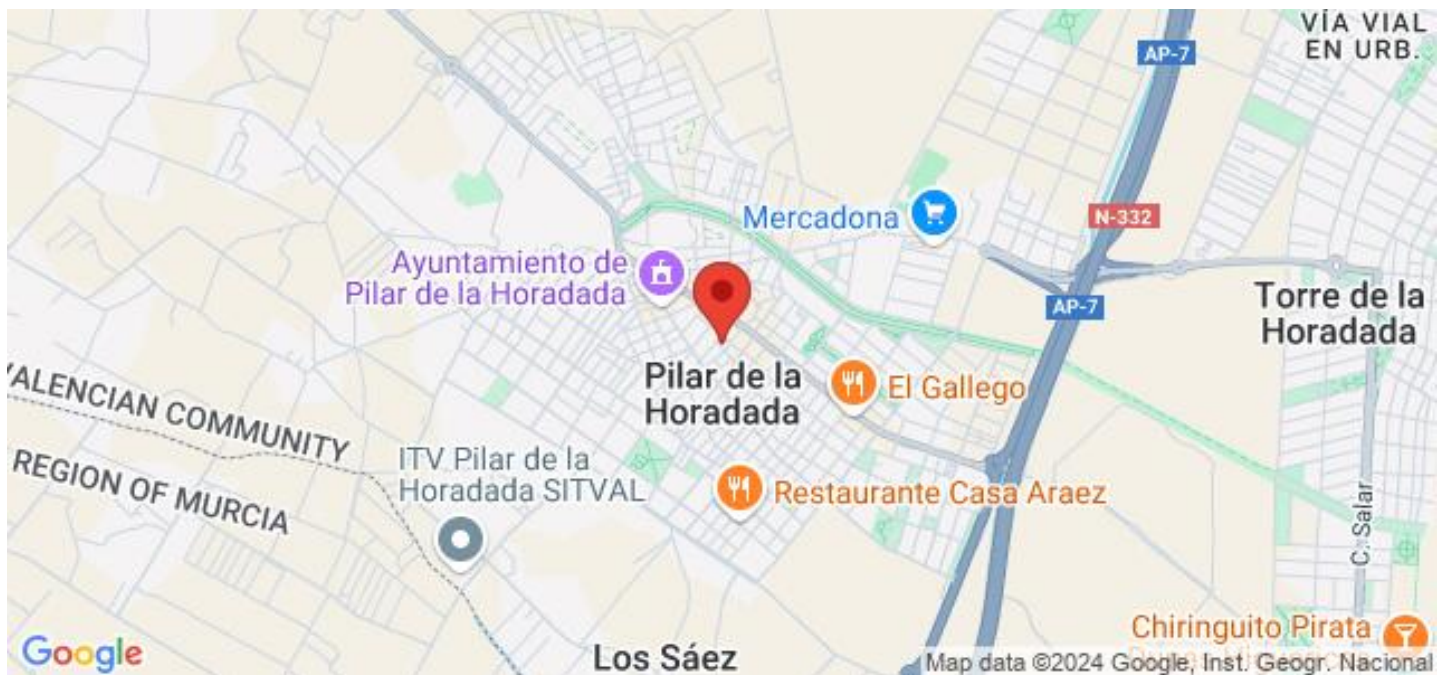 VÍA VIAL
EN URB.
AP-7
Mercadona
N-332
Ayuntamiento de
Pilar de la Horadada
AP-7
Torre de la
Horadada
Pilar de la
Horadada
El Gallego
VALENCIAN COMMUNITY
REGION OF MURCIA
ITV Pilar de la
Horadada SITVAL
Restaurante Casa Araez
C. Salar
Chiringuito Pirata
Google
Los Sáez
Map data ©2024 Google, Inst. Geogr. Nacional